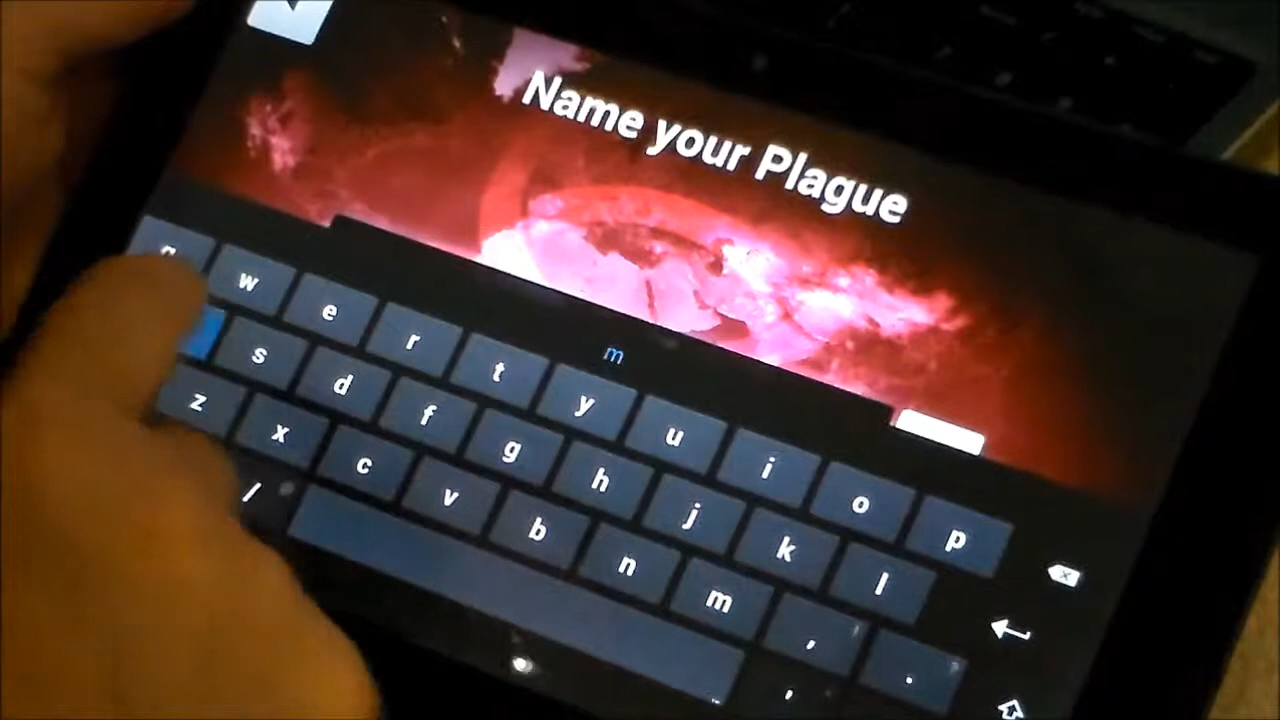 Name your Plague
m
w e r t y u i o p
s d f g h j k l
z x c v b n m , .
/ ,